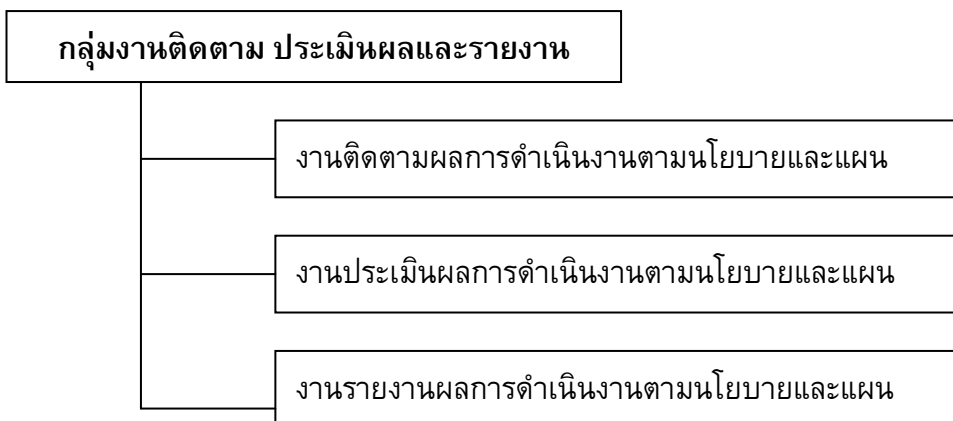 กลุ่มงานติดตาม ประเมินผลและรายงาน
งานติดตามผลการดำเนินงานตามนโยบายและแผน
งานประเมินผลการดำเนินงานตามนโยบายและแผน
งานรายงานผลการดำเนินงานตามนโยบายและแผน